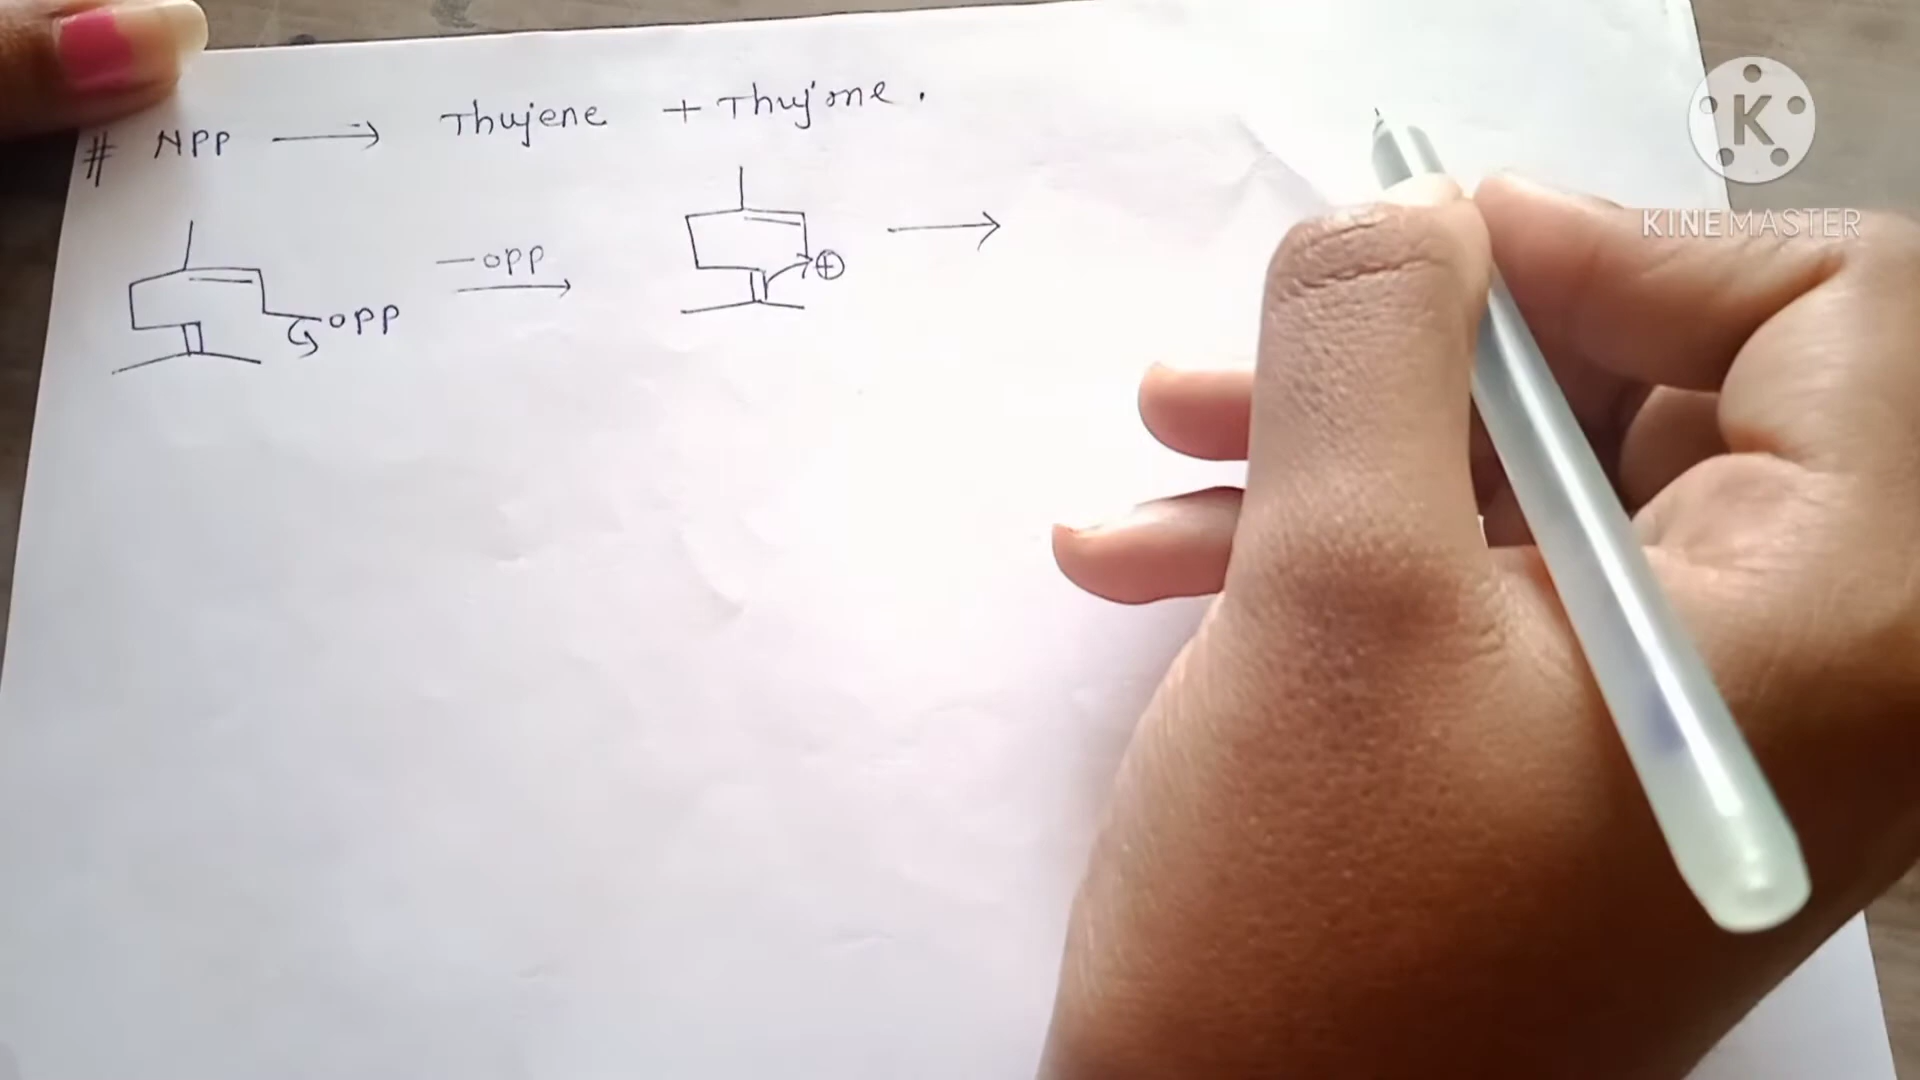 # NPP → Thujene + Thujone.
OPP
-OPP
⊕
K
KINEMASTER